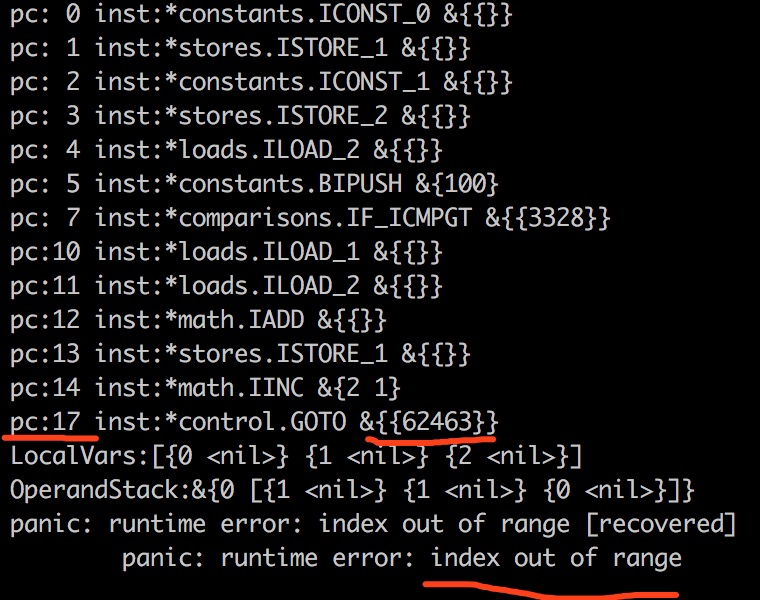 pc: 0 inst:*constants.ICONST_0 &{{}}
pc: 1 inst:*stores.ISTORE_1 &{{}}
pc: 2 inst:*constants.ICONST_1 &{{}}
pc: 3 inst:*stores.ISTORE_2 &{{}}
pc: 4 inst:*loads.ILOAD_2 &{{}}
pc: 5 inst:*constants.BIPUSH &{100}
pc: 7 inst:*comparisons.IF_ICMPGT &{{3328}}
pc:10 inst:*loads.ILOAD_1 &{{}}
pc:11 inst:*loads.ILOAD_2 &{{}}
pc:12 inst:*math.IADD &{{}}
pc:13 inst:*stores.ISTORE_1 &{{}}
pc:14 inst:*math.IINC &{2 1}
pc:17 inst:*control.GOTO &{{62463}}
LocalVars:[{0 <nil>} {1 <nil>} {2 <nil>}]
OperandStack:&{0 [{1 <nil>} {1 <nil>} {0 <nil>}]}
panic: runtime error: index out of range [recovered]
panic: runtime error: index out of range